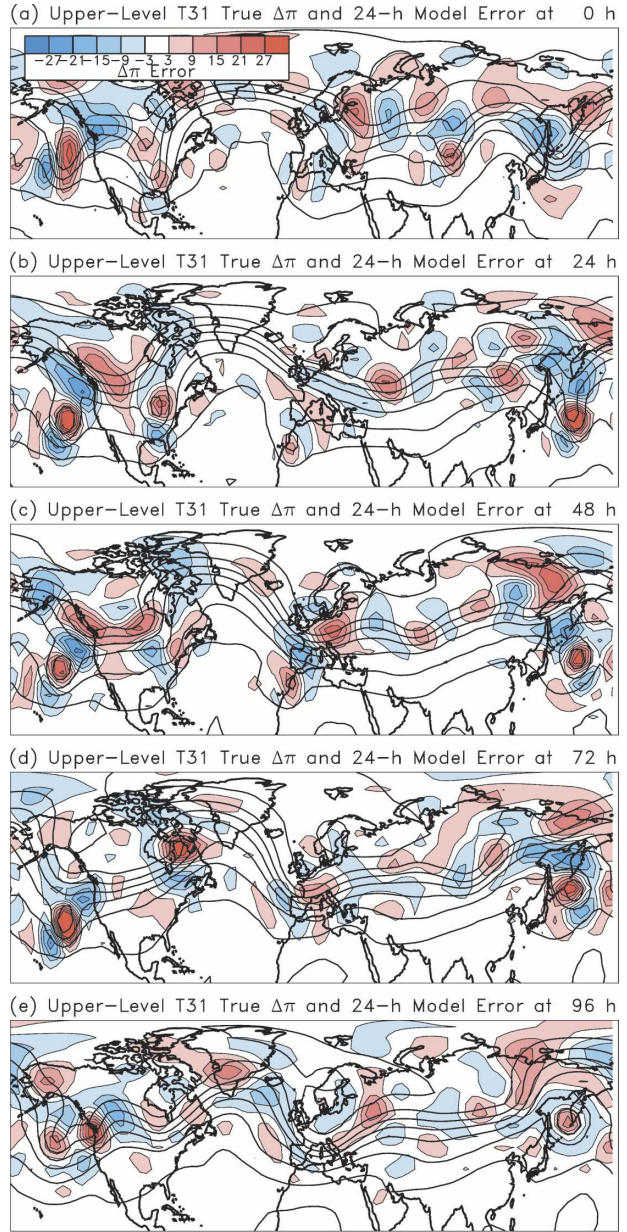 (a) Upper-Level T31 True Δπ and 24-h Model Error at 0 h
-27-21-15-9 -3 3 9 15 21 27
Δπ Error
(b) Upper-Level T31 True Δπ and 24-h Model Error at 24 h
(c) Upper-Level T31 True Δπ and 24-h Model Error at 48 h
(d) Upper-Level T31 True Δπ and 24-h Model Error at 72 h
(e) Upper-Level T31 True Δπ and 24-h Model Error at 96 h